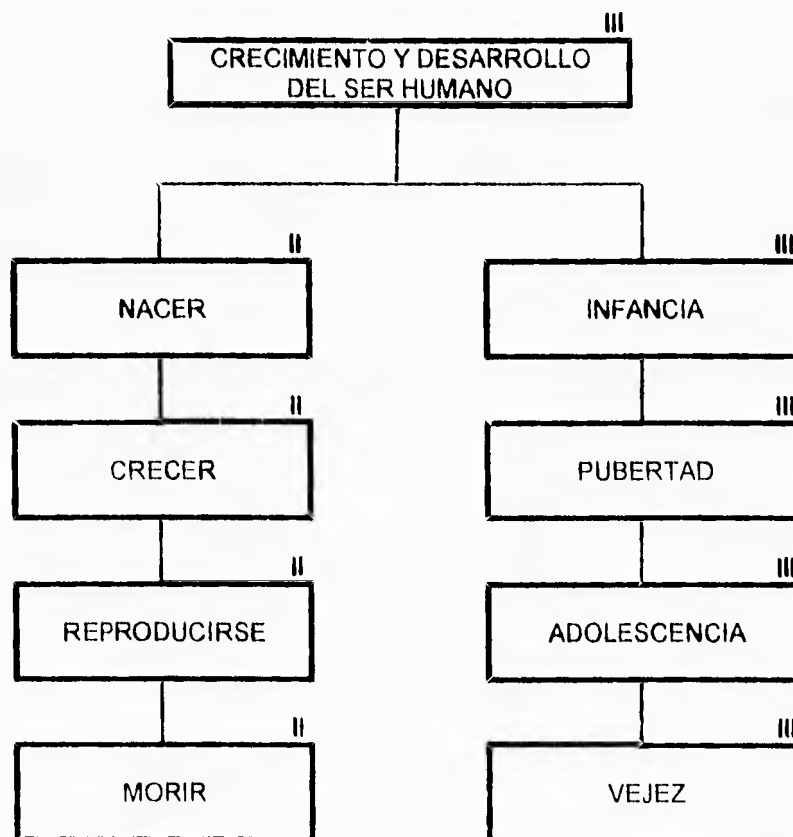 III
CRECIMIENTO Y DESARROLLO
DEL SER HUMANO
II
NACER
III
INFANCIA
II
CRECER
III
PUBERTAD
II
REPRODUCIRSE
III
ADOLESCENCIA
II
MORIR
III
VEJEZ